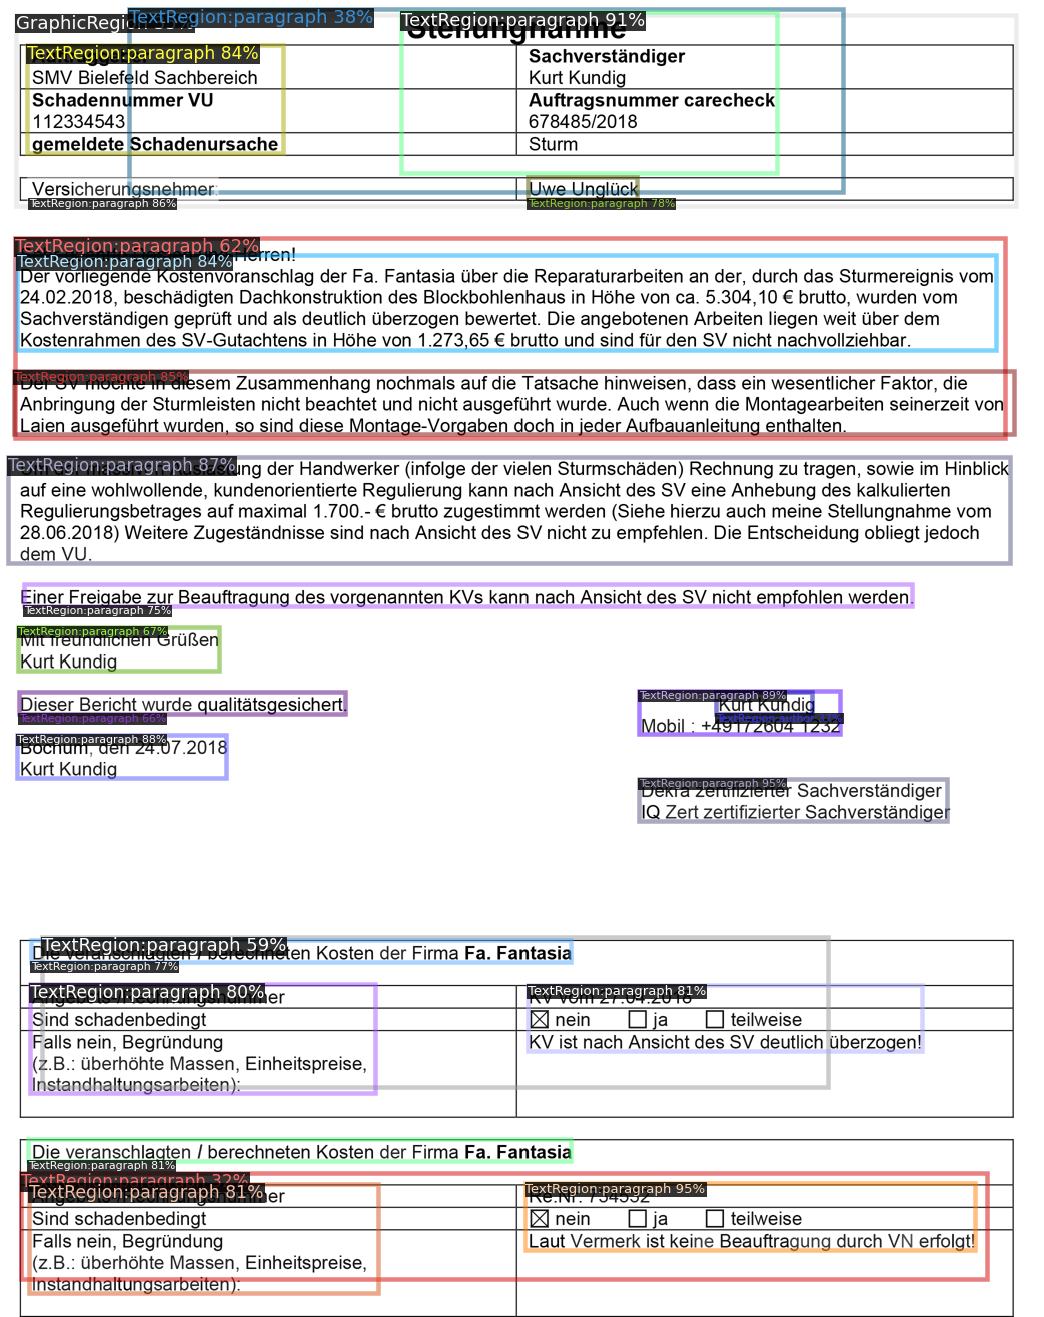 GraphicRegion
TextRegion:paragraph 38%
TextRegion:paragraph 91%
Stellungnahme
TextRegion:paragraph 84%
Sachverständiger
SMV Bielefeld Sachbereich
Kurt Kundig
Schadennummer VU
Auftragsnummer carecheck
112334543
678485/2018
gemeldete Schadenursache
Sturm
Versicherungsnehmer:
Uwe Unglück
TextRegion:paragraph 86%
TextRegion:paragraph 78%
TextRegion:paragraph 62%
Herren!
TextRegion:paragraph 84%
Der vorliegende Kostenvoranschlag der Fa. Fantasia über die Reparaturarbeiten an der, durch das Sturmereignis vom
24.02.2018, beschädigten Dachkonstruktion des Blockbohlenhaus in Höhe von ca. 5.304,10 € brutto, wurden vom
Sachverständigen geprüft und als deutlich überzogen bewertet. Die angebotenen Arbeiten liegen weit über dem
Kostenrahmen des SV-Gutachtens in Höhe von 1.273,65 € brutto und sind für den SV nicht nachvollziehbar.
TextRegion:paragraph 85%
Der SV möchte in diesem Zusammenhang nochmals auf die Tatsache hinweisen, dass ein wesentlicher Faktor, die
Anbringung der Sturmleisten nicht beachtet und nicht ausgeführt wurde. Auch wenn die Montagearbeiten seinerzeit von
Laien ausgeführt wurden, so sind diese Montage-Vorgaben doch in jeder Aufbauanleitung enthalten.
TextRegion:paragraph 87%
der Handwerker (infolge der vielen Sturmschäden) Rechnung zu tragen, sowie im Hinblick
auf eine wohlwollende, kundenorientierte Regulierung kann nach Ansicht des SV eine Anhebung des kalkulierten
Regulierungsbetrages auf maximal 1.700.- € brutto zugestimmt werden (Siehe hierzu auch meine Stellungnahme vom
28.06.2018) Weitere Zugeständnisse sind nach Ansicht des SV nicht zu empfehlen. Die Entscheidung obliegt jedoch
dem VU.
Einer Freigabe zur Beauftragung des vorgenannten KVs kann nach Ansicht des SV nicht empfohlen werden.
TextRegion:paragraph 75%
TextRegion:paragraph 67%
Mit freundlichen Grüßen
Kurt Kundig
TextRegion:paragraph 89%
Dieser Bericht wurde qualitätsgesichert.
Kurt Kundig
TextRegion:paragraph 66%
Mobil : +49172604 1232
TextRegion:paragraph 88%
Bochum, den 24.07.2018
Kurt Kundig
TextRegion:paragraph 95%
Dekra zertifizierter Sachverständiger
IQ Zert zertifizierter Sachverständiger
TextRegion:paragraph 59%
Die veranschlagten / berechneten Kosten der Firma Fa. Fantasia
TextRegion:paragraph 77%
TextRegion:paragraph 80%
TextRegion:paragraph 81%
KV vom 27.04.2018
Sind schadenbedingt
nein ja teilweise
Falls nein, Begründung
KV ist nach Ansicht des SV deutlich überzogen!
(z.B.: überhöhte Massen, Einheitspreise,
Instandhaltungsarbeiten):
Die veranschlagten / berechneten Kosten der Firma Fa. Fantasia
TextRegion:paragraph 81%
TextRegion:paragraph 32%
TextRegion:paragraph 81%
TextRegion:paragraph 95%
Sind schadenbedingt
nein ja teilweise
Falls nein, Begründung
Laut Vermerk ist keine Beauftragung durch VN erfolgt!
(z.B.: überhöhte Massen, Einheitspreise,
Instandhaltungsarbeiten):